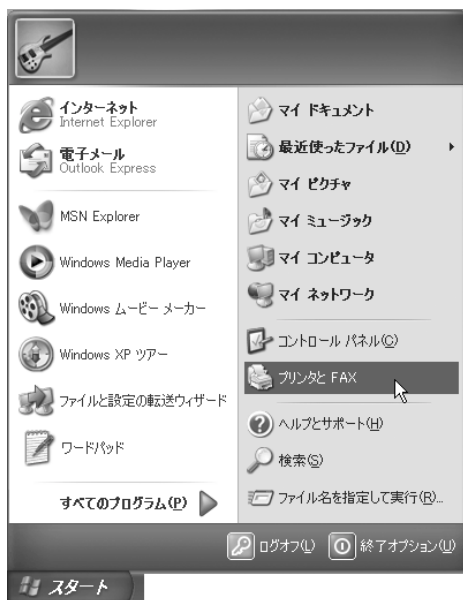 インターネット
Internet Explorer
電子メール
Outlook Express
MSN Explorer
Windows Media Player
Windows ムービー メーカー
Windows XP ツアー
ファイルと設定の転送ウィザード
ワードパッド
すべてのプログラム(P)
マイ ドキュメント
最近使ったファイル(D)
マイ ピクチャ
マイ ミュージック
マイ コンピュータ
マイ ネットワーク
コントロール パネル(C)
プリンタと FAX
ヘルプとサポート(H)
検索(S)
ファイル名を指定して実行(R)...
ログオフ(L)
終了オプション(U)
スタート